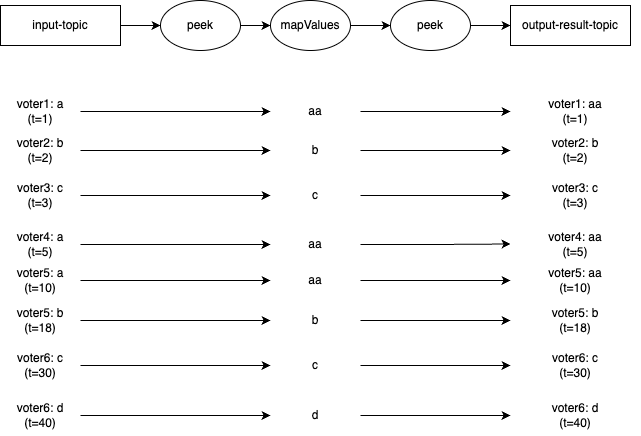 input-topic peek mapValues peek output-result-topic
voter1: a aa voter1: aa
(t=1) (t=1)
voter2: b b voter2: b
(t=2) (t=2)
voter3: c c voter3: c
(t=3) (t=3)
voter4: a aa voter4: aa
(t=5) (t=5)
voter5: a aa voter5: aa
(t=10) (t=10)
voter5: b b voter5: b
(t=18) (t=18)
voter6: c c voter6: c
(t=30) (t=30)
voter6: d d voter6: d
(t=40) (t=40)